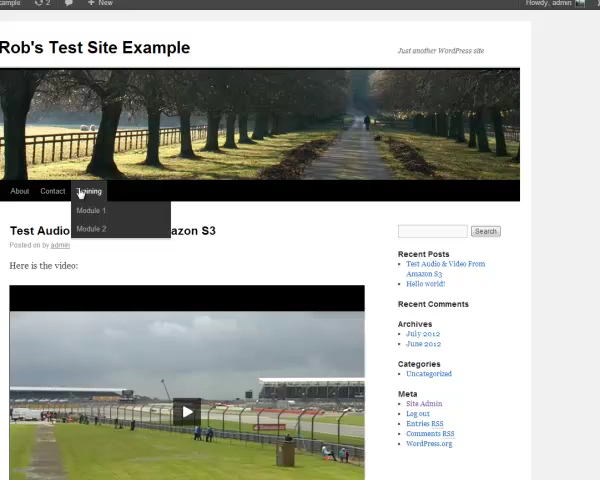 2 New Howdy, admin
Rob's Test Site Example
Just another WordPress site
About Contact Training
Module 1
Module 2
Test Audio azon S3
Posted on by admin
Here is the video:
Search
Recent Posts
Test Audio & Video From
Amazon S3
Hello world!
Recent Comments
Archives
July 2012
June 2012
Categories
Uncategorized
Meta
Site Admin
Log out
Entries RSS
Comments RSS
WordPress.org